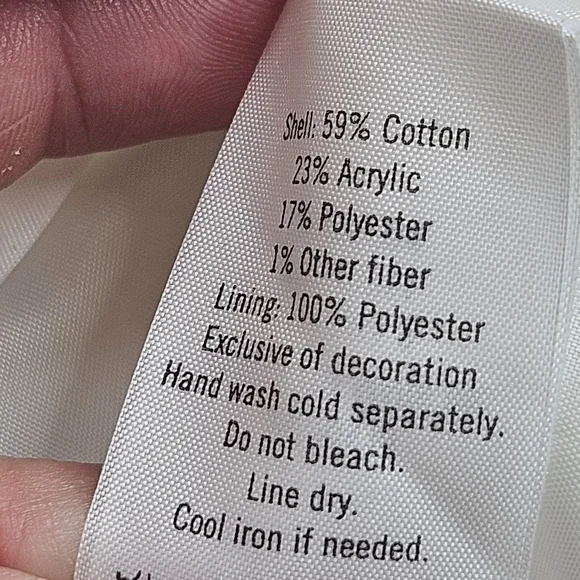 Shell: 59% Cotton
23% Acrylic
17% Polyester
1% Other fiber
Lining: 100% Polyester
Exclusive of decoration
Hand wash cold separately.
Do not bleach.
Line dry.
Cool iron if needed.